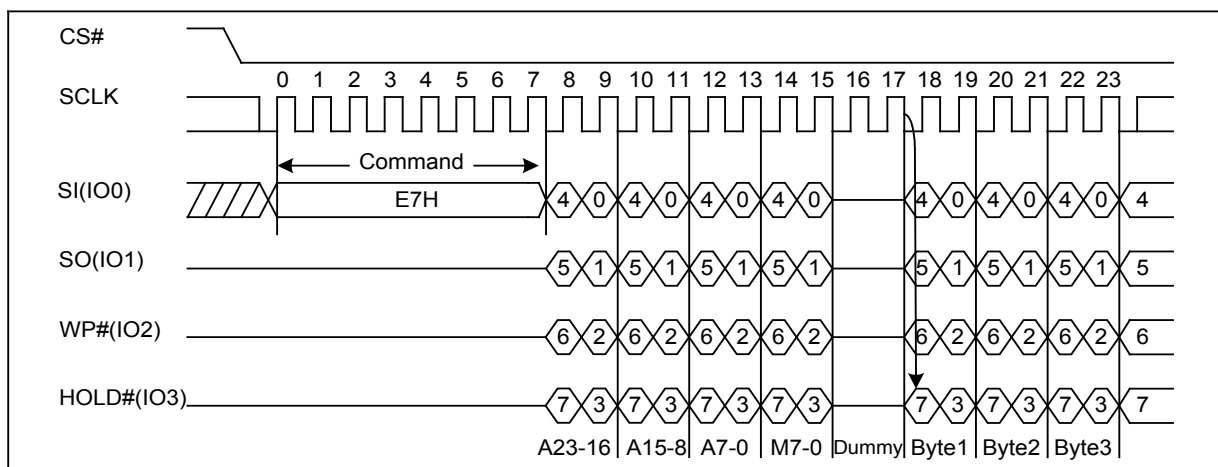 CS#
0 1 2 3 4 5 6 7 8 9 10 11 12 13 14 15 16 17 18 19 20 21 22 23
SCLK
Command
SI(IO0) E7H 4 0 4 0 4 0 4 0 4 0 4 0 4 0 4
SO(IO1) 5 1 5 1 5 1 5 1 5 1 5 1 5 1 5
WP#(IO2) 6 2 6 2 6 2 6 2 6 2 6 2 6 2 6
HOLD#(IO3) 7 3 7 3 7 3 7 3 7 3 7 3 7 3 7
A23-16 A15-8 A7-0 M7-0 Dummy Byte1 Byte2 Byte3